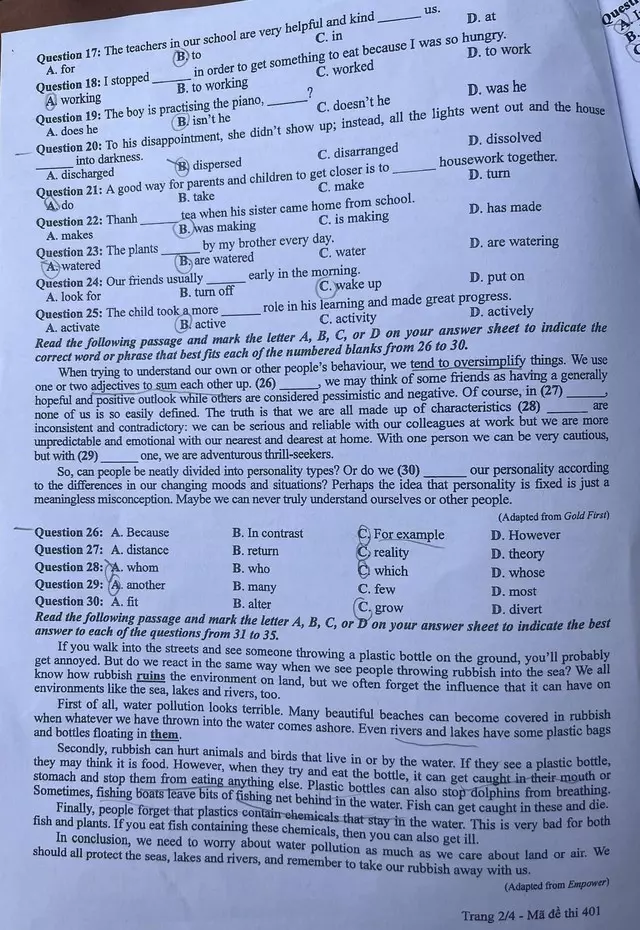 Question 17: The teachers in our school are very helpful and kind ______ us.
A. for B. to C. in D. at
Question 18: I stopped ______ in order to get something to eat because I was so hungry.
A. working B. to working C. worked D. to work
Question 19: The boy is practising the piano, ______?
A. does he B. isn't he C. doesn't he D. was he
Question 20: To his disappointment, she didn't show up; instead, all the lights went out and the house
______ into darkness.
A. discharged B. dispersed C. disarranged D. dissolved
Question 21: A good way for parents and children to get closer is to ______ housework together.
A. do B. take C. make D. turn
Question 22: Thanh ______ tea when his sister came home from school.
A. makes B. was making C. is making D. has made
Question 23: The plants ______ by my brother every day.
A. watered B. are watered C. water D. are watering
Question 24: Our friends usually ______ early in the morning.
A. look for B. turn off C. wake up D. put on
Question 25: The child took a more ______ role in his learning and made great progress.
A. activate B. active C. activity D. actively
Read the following passage and mark the letter A, B, C, or D on your answer sheet to indicate the
correct word or phrase that best fits each of the numbered blanks from 26 to 30.
When trying to understand our own or other people's behaviour, we tend to oversimplify things. We use
one or two adjectives to sum each other up. (26) ______, we may think of some friends as having a generally
hopeful and positive outlook while others are considered pessimistic and negative. Of course, in (27) ______,
none of us is so easily defined. The truth is that we are all made up of characteristics (28) ______ are
inconsistent and contradictory: we can be serious and reliable with our colleagues at work but we are more
unpredictable and emotional with our nearest and dearest at home. With one person we can be very cautious,
but with (29) ______ one, we are adventurous thrill-seekers.
So, can people be neatly divided into personality types? Or do we (30) ______ our personality according
to the differences in our changing moods and situations? Perhaps the idea that personality is fixed is just a
meaningless misconception. Maybe we can never truly understand ourselves or other people.
(Adapted from Gold First)
Question 26: A. Because B. In contrast C. For example D. However
Question 27: A. distance B. return C. reality D. theory
Question 28: A. whom B. who C. which D. whose
Question 29: A. another B. many C. few D. most
Question 30: A. fit B. alter C. grow D. divert
Read the following passage and mark the letter A, B, C, or D on your answer sheet to indicate the best
answer to each of the questions from 31 to 35.
If you walk into the streets and see someone throwing a plastic bottle on the ground, you'll probably
get annoyed. But do we react in the same way when we see people throwing rubbish into the sea? We all
know how rubbish ruins the environment on land, but we often forget the influence that it can have on
environments like the sea, lakes and rivers, too.
First of all, water pollution looks terrible. Many beautiful beaches can become covered in rubbish
when whatever we have thrown into the water comes ashore. Even rivers and lakes have some plastic bags
and bottles floating in them.
Secondly, rubbish can hurt animals and birds that live in or by the water. If they see a plastic bottle,
they may think it is food. However, when they try and eat the bottle, it can get caught in their mouth or
stomach and stop them from eating anything else. Plastic bottles can also stop dolphins from breathing.
Sometimes, fishing boats leave bits of fishing net behind in the water. Fish can get caught in these and die.
Finally, people forget that plastics contain chemicals that stay in the water. This is very bad for both
fish and plants. If you eat fish containing these chemicals, then you can also get ill.
In conclusion, we need to worry about water pollution as much as we care about land or air. We
should all protect the seas, lakes and rivers, and remember to take our rubbish away with us.
(Adapted from Empower)
Trang 2/4 - Mã đề thi 401